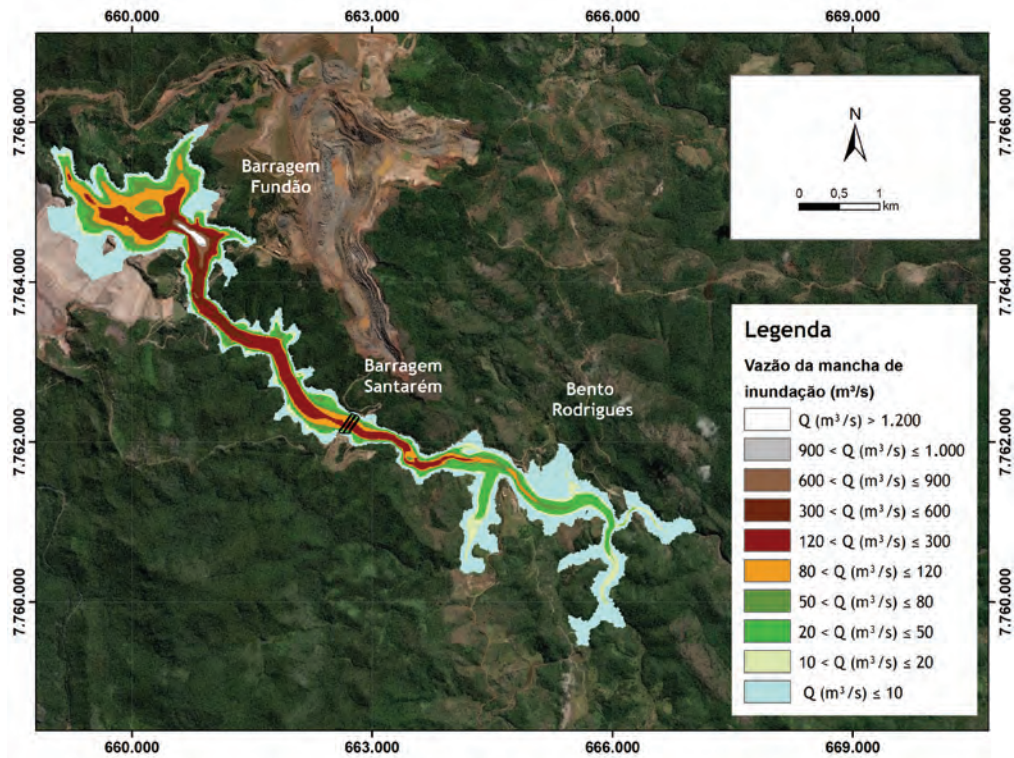 660.000 663.000 666.000 669.000
7.766.000
7.764.000
7.762.000
7.760.000
Barragem
Fundão
Barragem
Santarém
Bento
Rodrigues
N
0 0,5 1
km
7.766.000
7.764.000
7.762.000
7.760.000
Legenda
Vazão da mancha de
inundação (m³/s)
Q (m³/s) > 1.200
900 < Q (m³/s) ≤ 1.000
600 < Q (m³/s) ≤ 900
300 < Q (m³/s) ≤ 600
120 < Q (m³/s) ≤ 300
80 < Q (m³/s) ≤ 120
50 < Q (m³/s) ≤ 80
20 < Q (m³/s) ≤ 50
10 < Q (m³/s) ≤ 20
Q (m³/s) ≤ 10
660.000 663.000 666.000 669.000